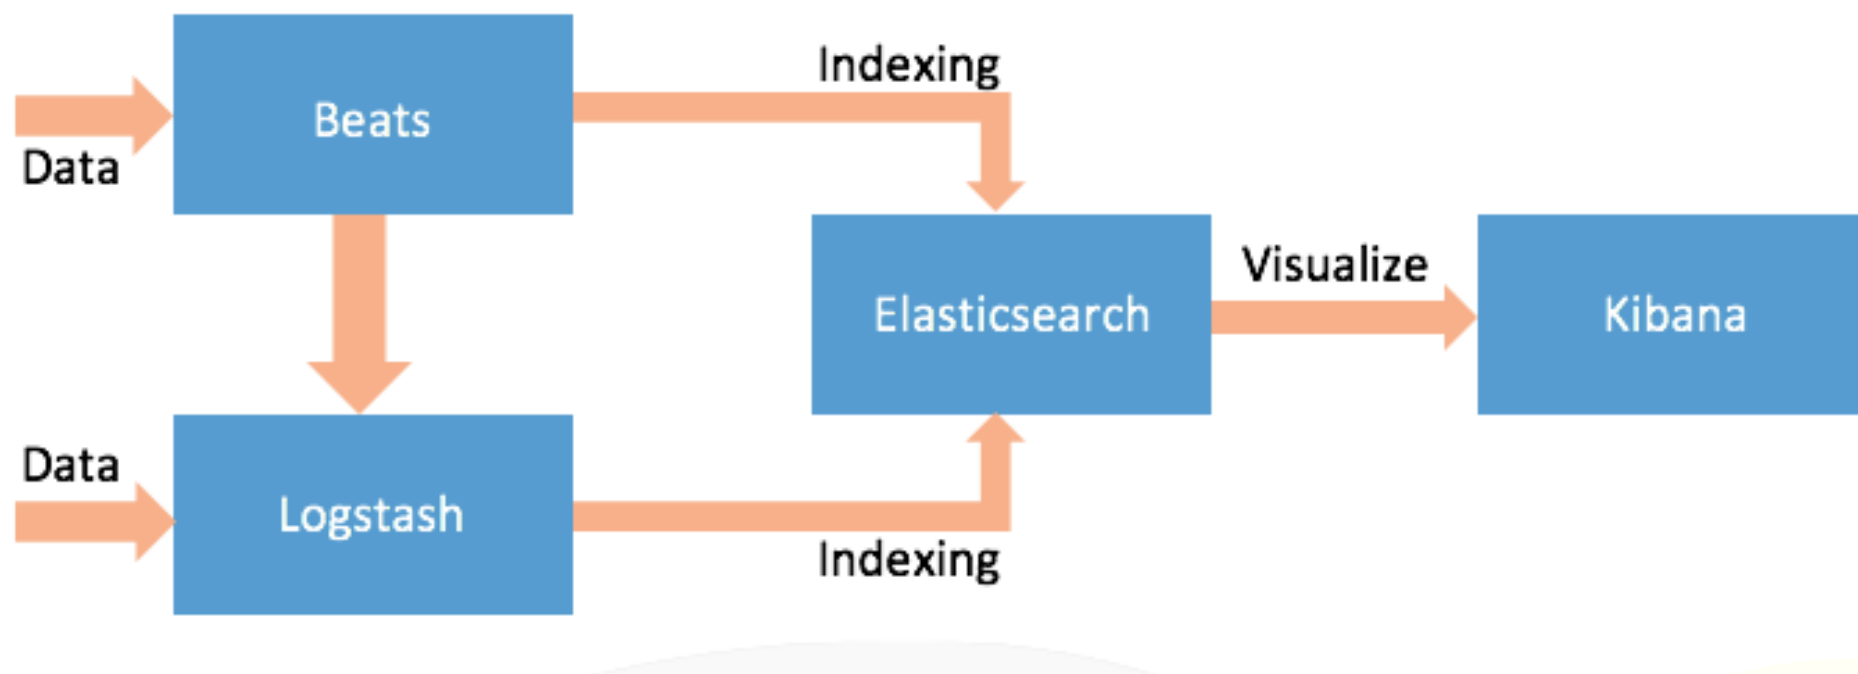 Indexing
Beats
Data
Visualize
Elasticsearch
Kibana
Data
Logstash
Indexing